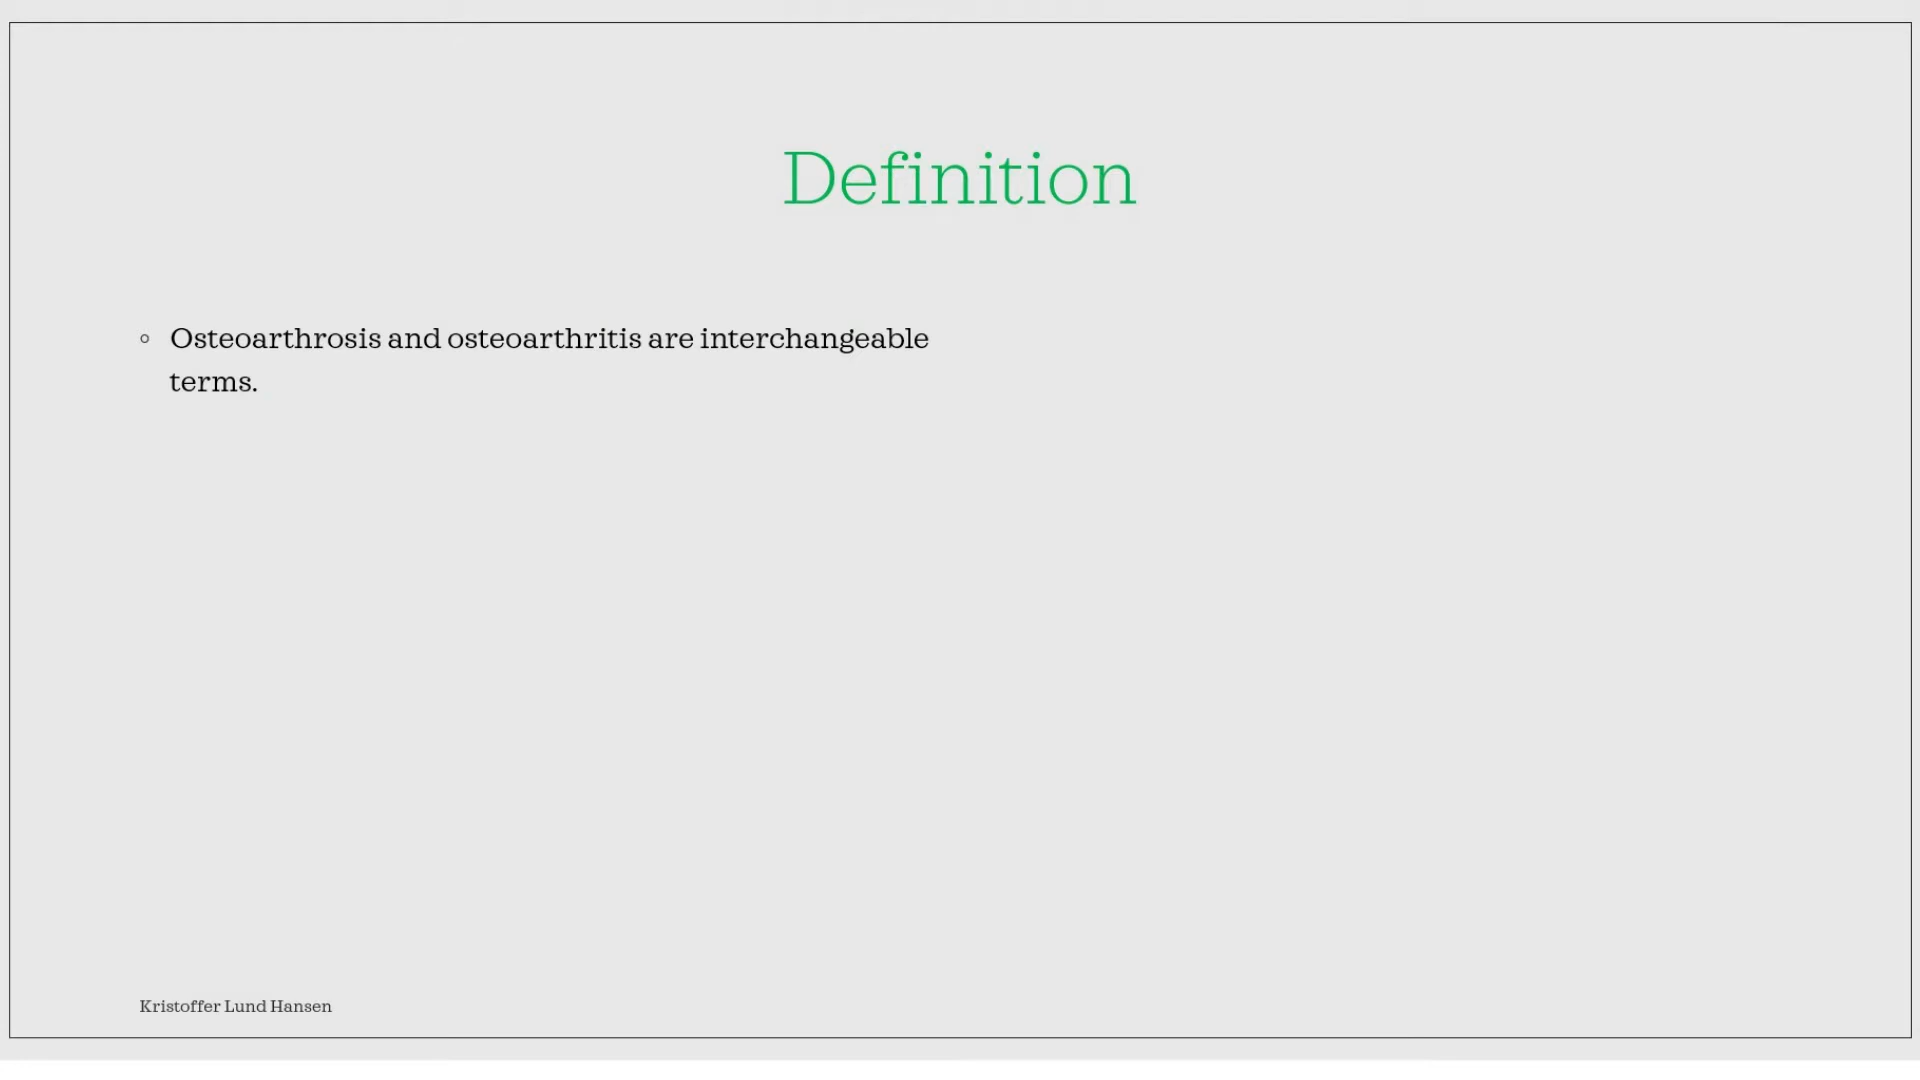 Definition
◦ Osteoarthrosis and osteoarthritis are interchangeable
terms.
Kristoffer Lund Hansen